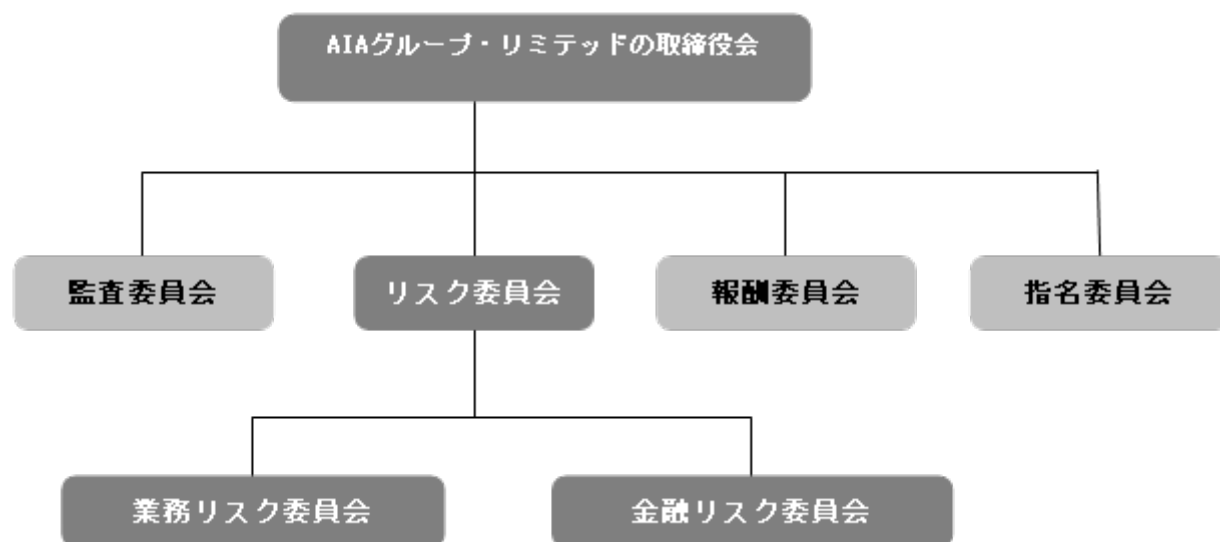 AIAグループ・リミテッドの取締役会
監査委員会
リスク委員会
報酬委員会
指名委員会
業務リスク委員会
金融リスク委員会